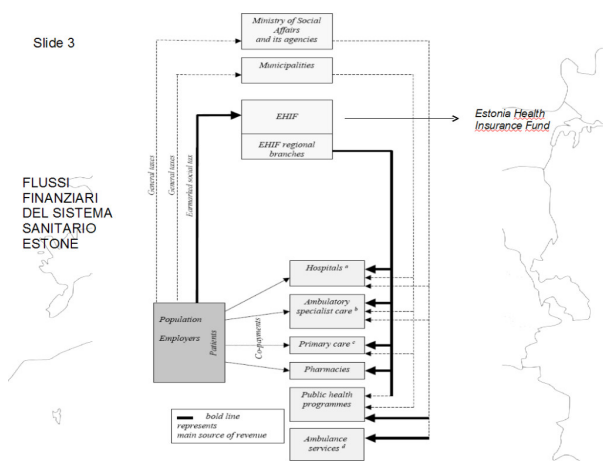 Slide 3
Ministry of Social
Affairs
and its agencies
Municipalities
EHIF
EHIF regional
branches
Estonia Health
Insurance Fund
General taxes
General taxes
Earmarked social tax
FLUSSI
FINANZIARI
DEL SISTEMA
SANITARIO
ESTONE
Hospitals a
Ambulatory
specialist care b
Primary care c
Pharmacies
Public health
programmes
Ambulance
services d
Population
Employers
Patients
Co-payments
bold line
represents
main source of revenue